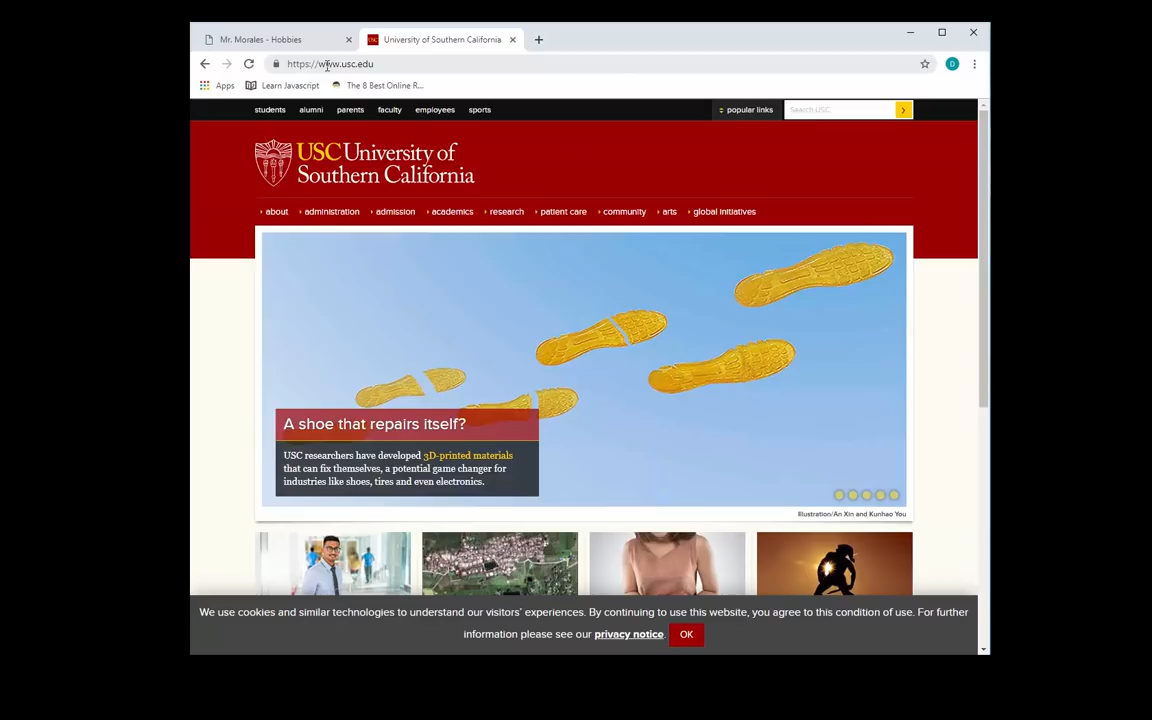 Mr. Morales - Hobbies
University of Southern California
https://www.usc.edu
Apps
Learn Javascript
The 8 Best Online R...
students
alumni
parents
faculty
employees
sports
popular links
Search USC
USC University of
Southern California
about
administration
admission
academics
research
patient care
community
arts
global initiatives
A shoe that repairs itself?
USC researchers have developed 3D-printed materials
that can fix themselves, a potential game changer for
industries like shoes, tires and even electronics.
Illustration/An Xin and Kunhao You
We use cookies and similar technologies to understand our visitors' experiences. By continuing to use this website, you agree to this condition of use. For further
information please see our privacy notice. OK